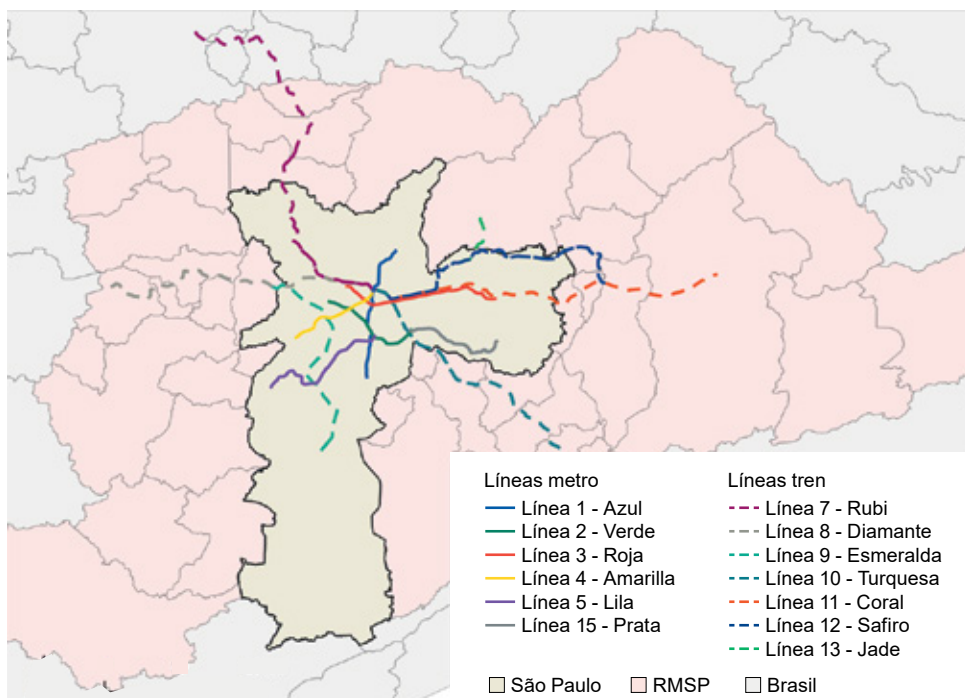 Líneas metro
Línea 1 - Azul
Línea 2 - Verde
Línea 3 - Roja
Línea 4 - Amarilla
Línea 5 - Lila
Línea 15 - Prata
Líneas tren
Línea 7 - Rubi
Línea 8 - Diamante
Línea 9 - Esmeralda
Línea 10 - Turquesa
Línea 11 - Coral
Línea 12 - Safiro
Línea 13 - Jade
São Paulo
RMSP
Brasil